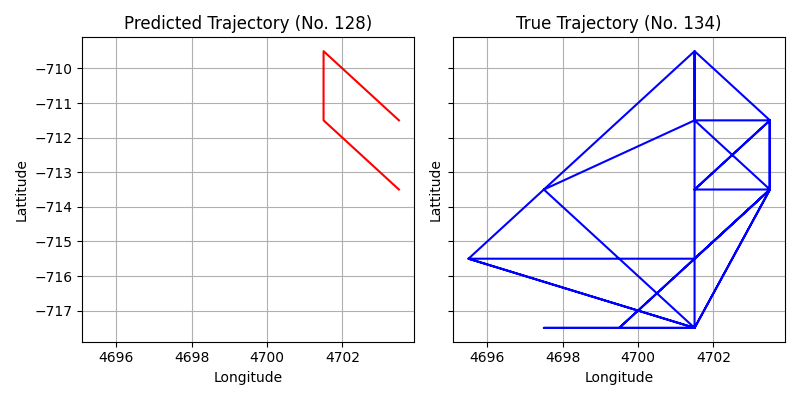 Predicted Trajectory (No. 128)
−710
−711
−712
−713
−714
−715
−716
−717
Lattitude
4696 4698 4700 4702
Longitude
True Trajectory (No. 134)
Lattitude
4696 4698 4700 4702
Longitude